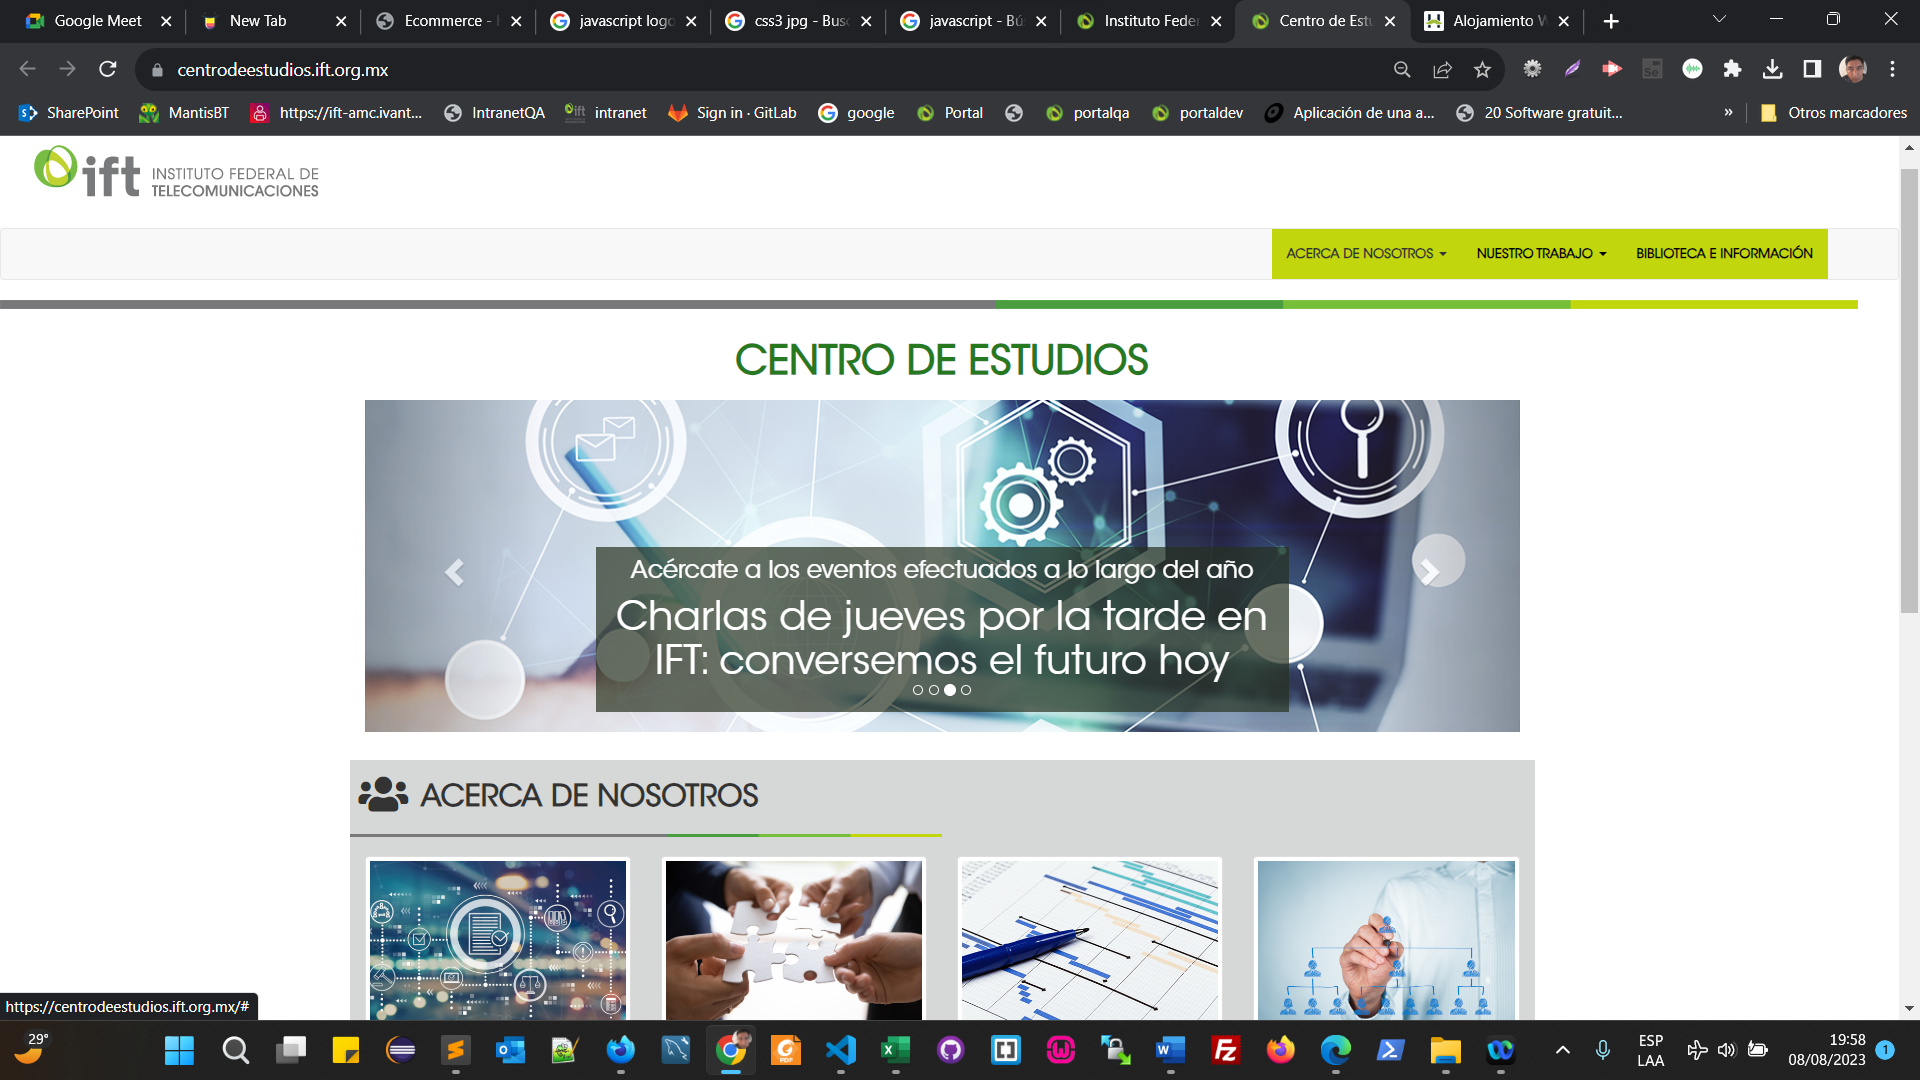 Google Meet
New Tab
Ecommerce -
javascript logo
css3 jpg - Bus
javascript - Bú
Instituto Feder
Centro de Estu
Alojamiento W
centrodeestudios.ift.org.mx
SharePoint
MantisBT
https://ift-amc.ivant...
IntranetQA
ift
intranet
Sign in · GitLab
google
Portal
portalqa
portaldev
Aplicación de una a...
20 Software gratuit...
»
Otros marcadores
ift INSTITUTO FEDERAL DE
TELECOMUNICACIONES
ACERCA DE NOSOTROS
NUESTRO TRABAJO
BIBLIOTECA E INFORMACIÓN
CENTRO DE ESTUDIOS
Acércate a los eventos efectuados a lo largo del año
Charlas de jueves por la tarde en
IFT: conversemos el futuro hoy
ACERCA DE NOSOTROS
https://centrodeestudios.ift.org.mx/#
29°
ESP
LAA
19:58
08/08/2023
1